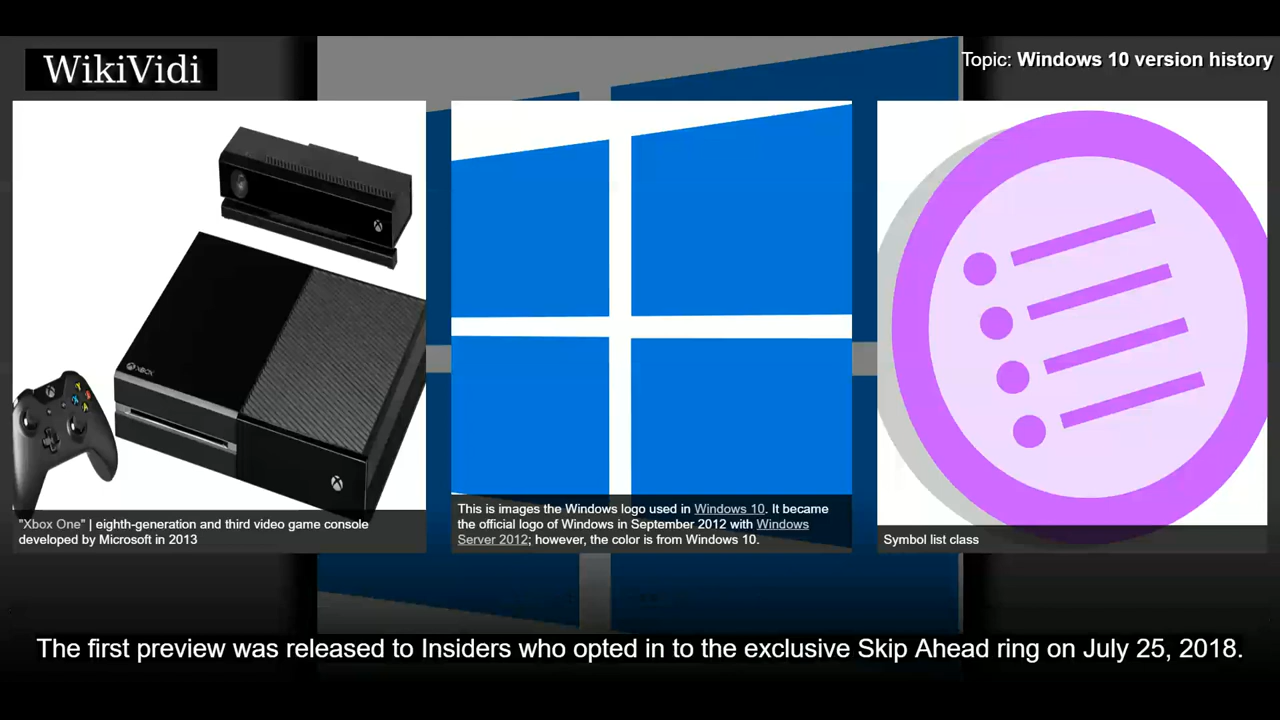 WikiVidi
Topic: Windows 10 version history
XBOX
Y
X
B
A
"Xbox One" | eighth-generation and third video game console
developed by Microsoft in 2013
This is images the Windows logo used in Windows 10. It became
the official logo of Windows in September 2012 with Windows
Server 2012; however, the color is from Windows 10.
Symbol list class
The first preview was released to Insiders who opted in to the exclusive Skip Ahead ring on July 25, 2018.